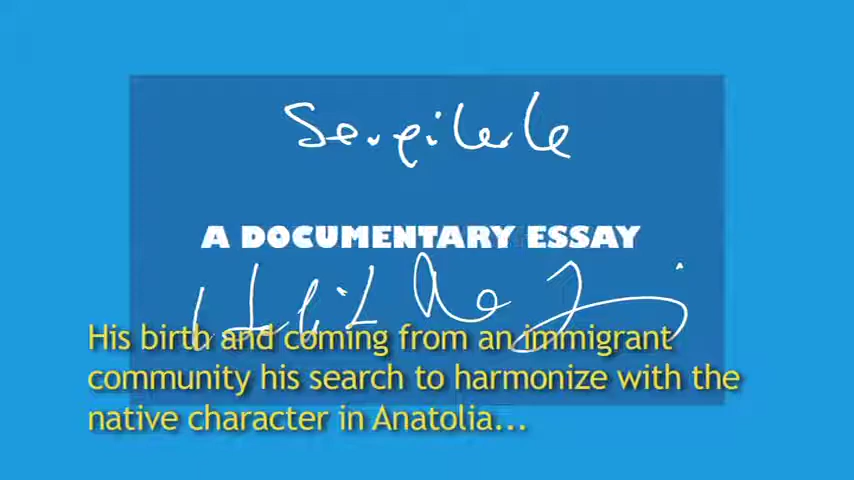 Sevgilerle
A DOCUMENTARY ESSAY
His birth and coming from an immigrant
community his search to harmonize with the
native character in Anatolia...